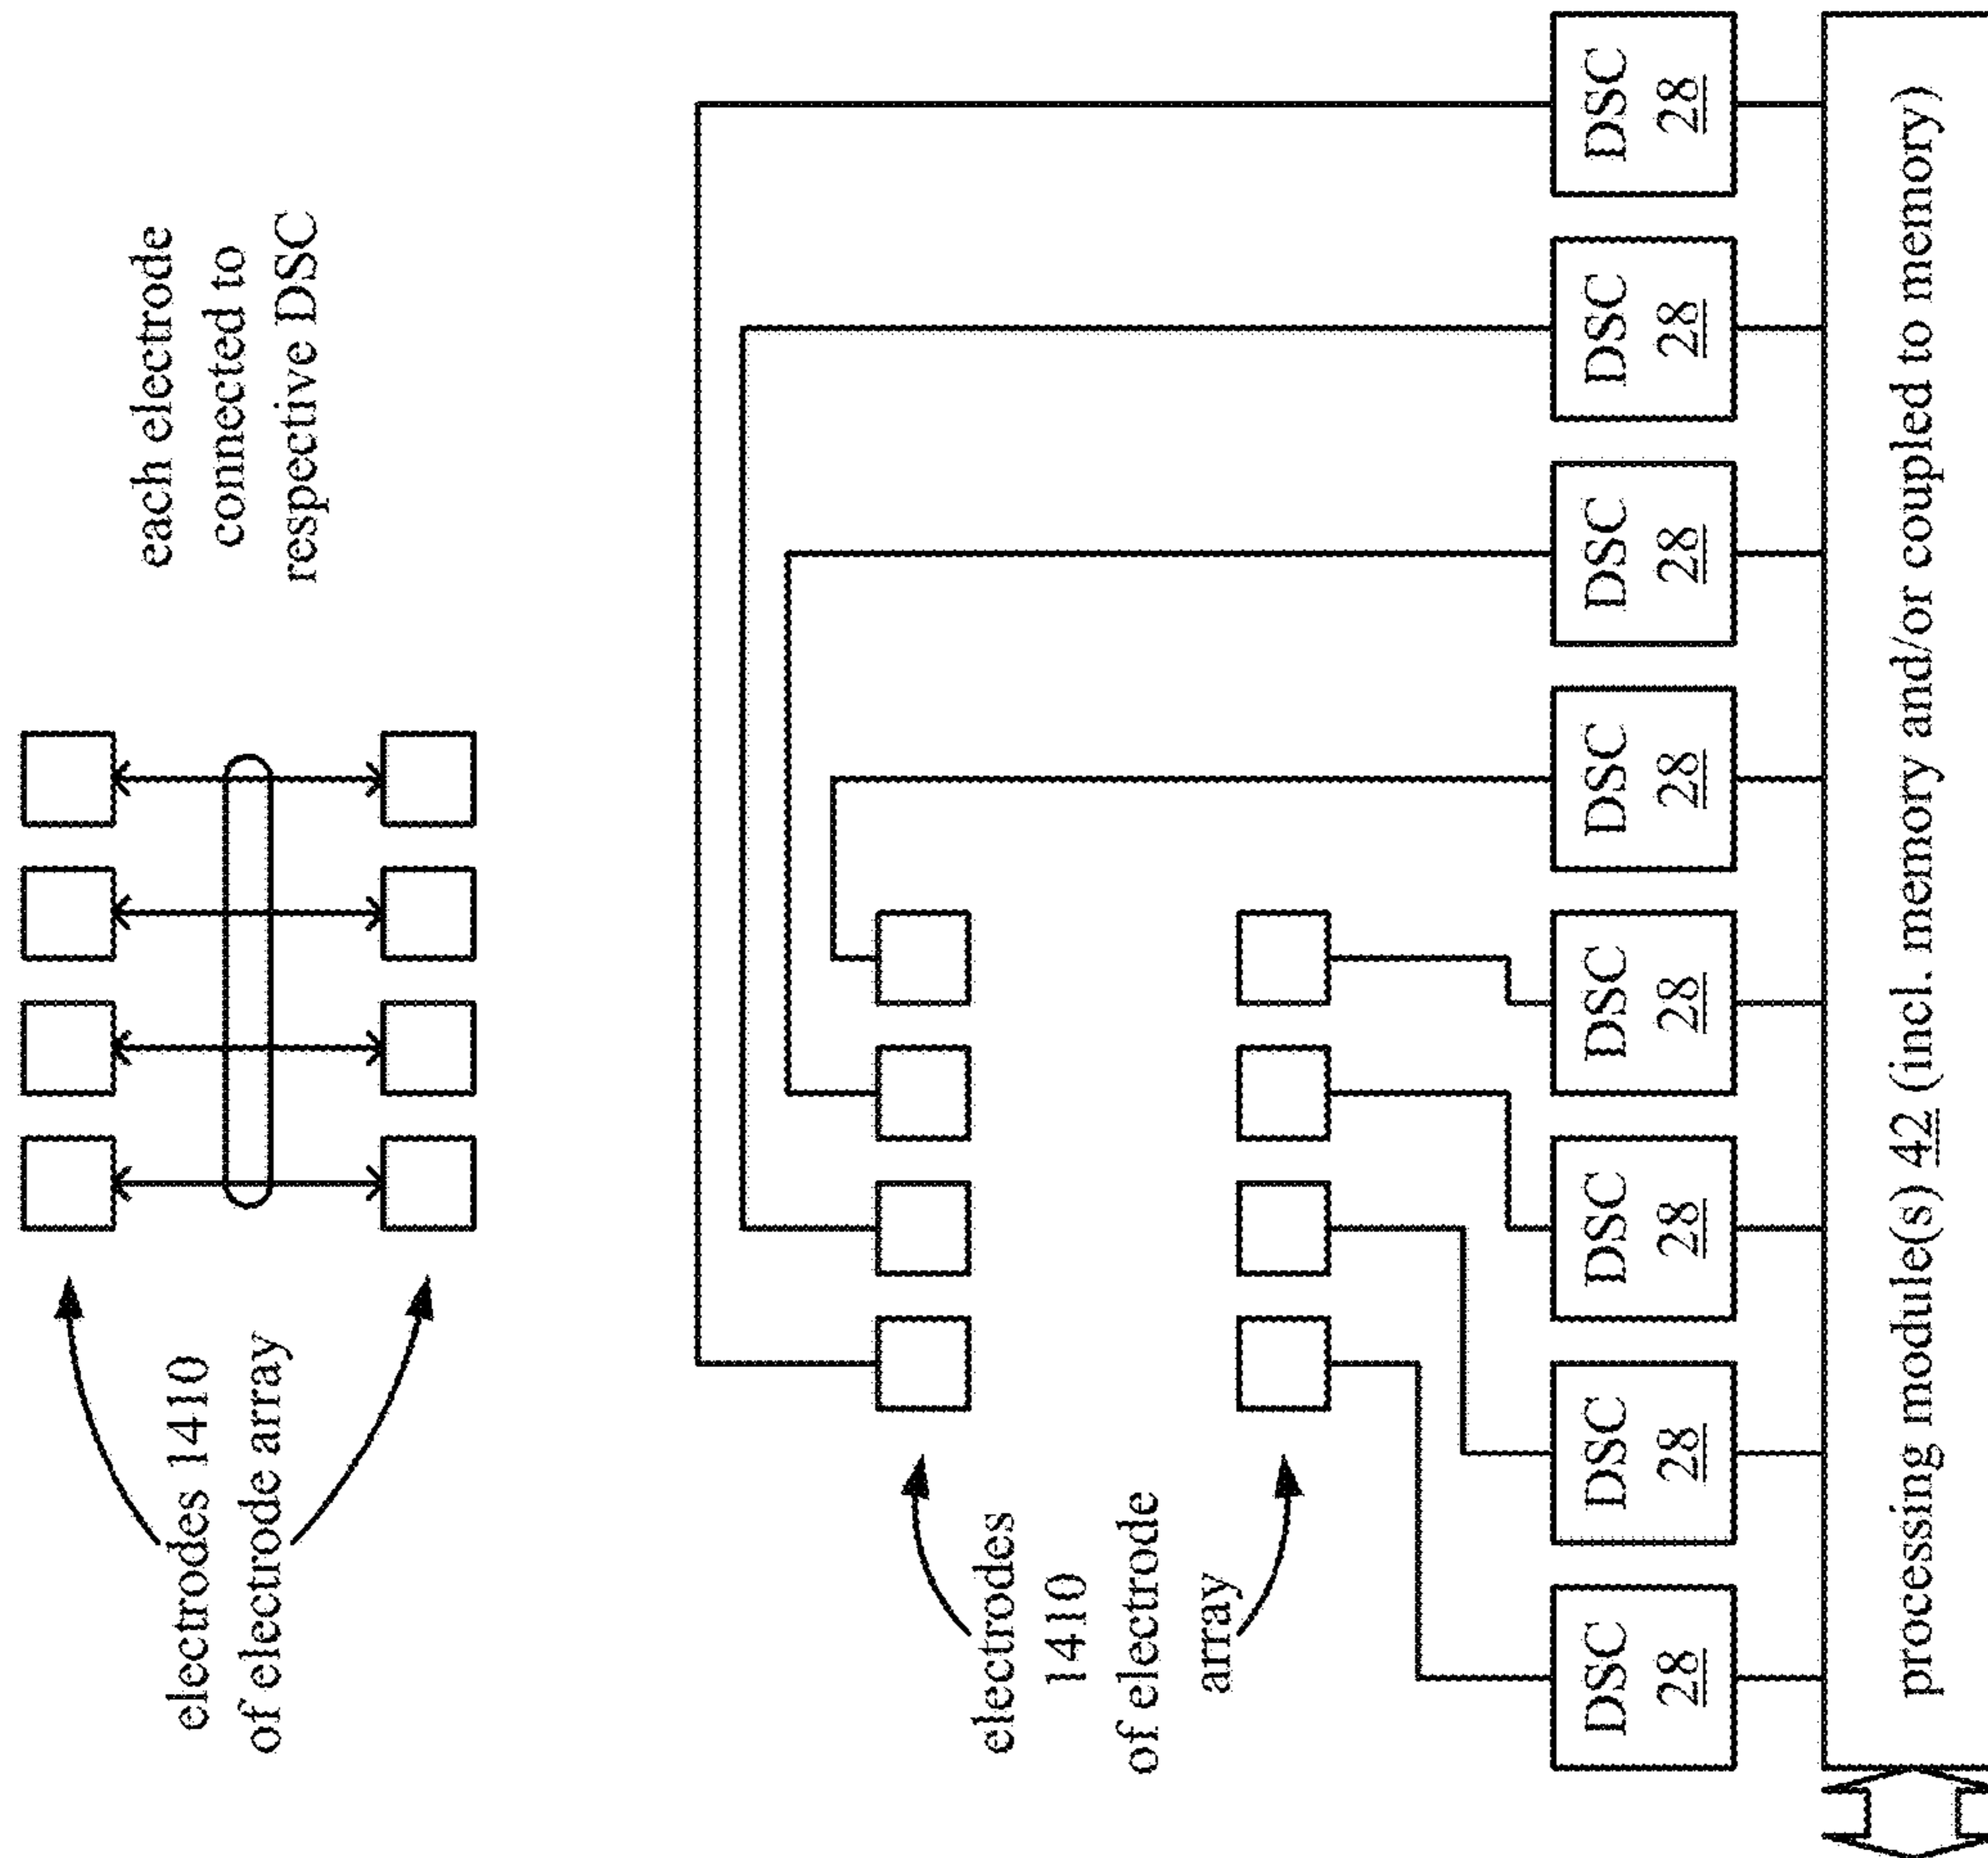 electrodes 1410
of electrode array
each electrode
connected to
respective DSC
electrodes
1410
of electrode
array
DSC
28
DSC
28
DSC
28
DSC
28
DSC
28
DSC
28
DSC
28
DSC
28
processing module(s) 42 (incl. memory and/or coupled to memory)